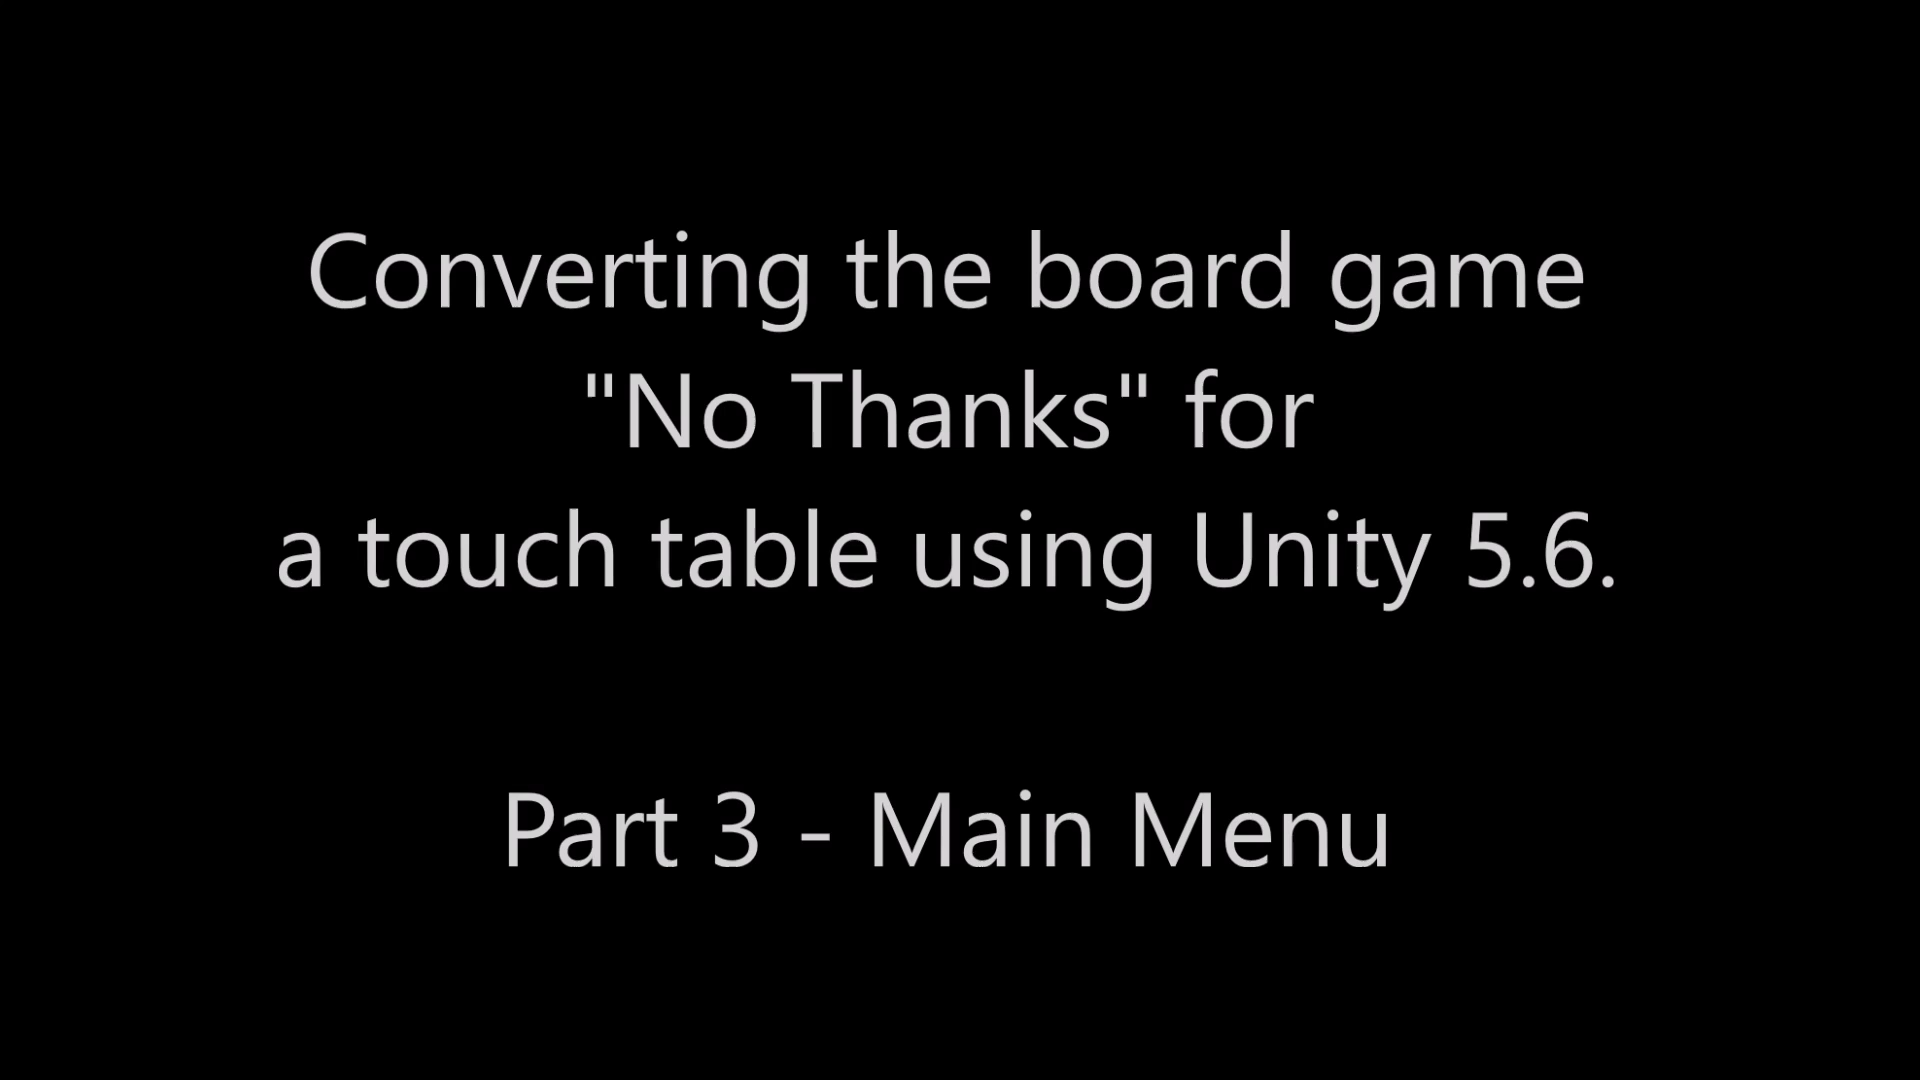 Converting the board game
"No Thanks" for
a touch table using Unity 5.6.
Part 3 - Main Menu